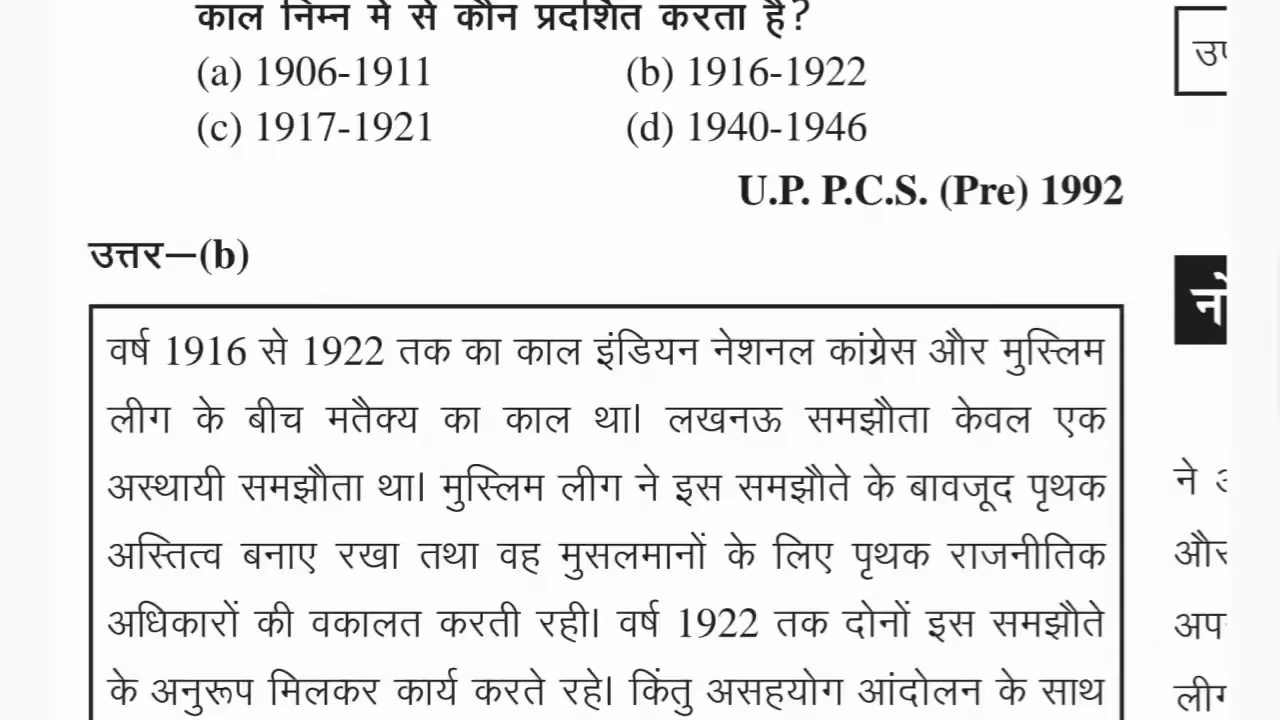 काल निम्न में से कौन प्रदर्शित करता है?
(a) 1906-1911 (b) 1916-1922
(c) 1917-1921 (d) 1940-1946
U.P. P.C.S. (Pre) 1992
उत्तर—(b)
वर्ष 1916 से 1922 तक का काल इंडियन नेशनल कांग्रेस और मुस्लिम
लीग के बीच मतैक्य का काल था। लखनऊ समझौता केवल एक
अस्थायी समझौता था। मुस्लिम लीग ने इस समझौते के बावजूद पृथक
अस्तित्व बनाए रखा तथा वह मुसलमानों के लिए पृथक राजनीतिक
अधिकारों की वकालत करती रही। वर्ष 1922 तक दोनों इस समझौते
के अनुरूप मिलकर कार्य करते रहे। किंतु असहयोग आंदोलन के साथ
ने